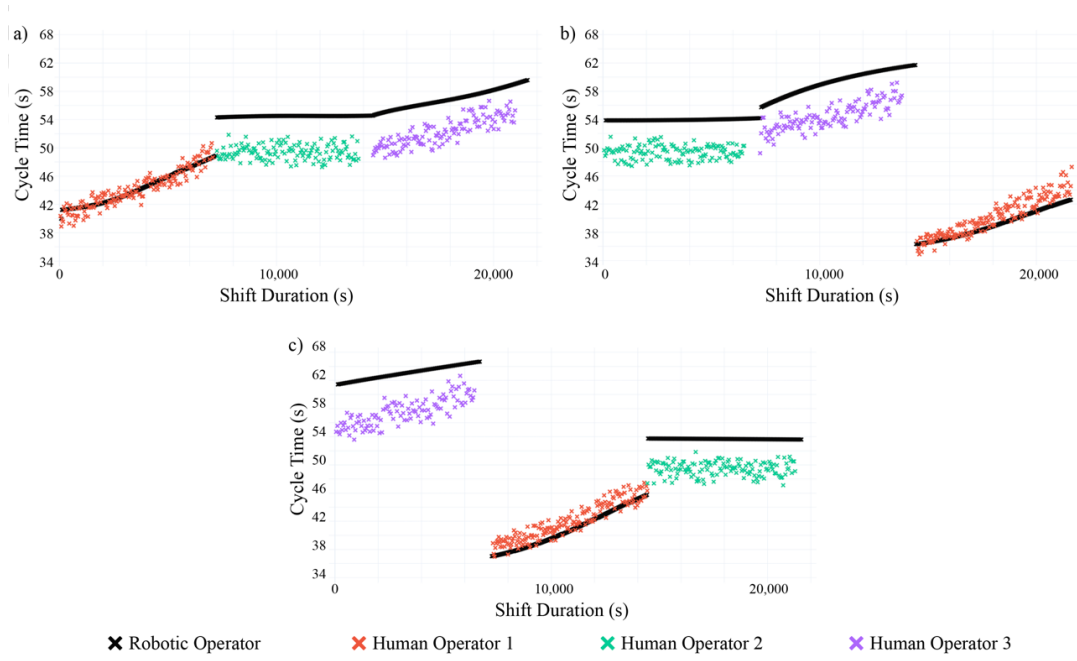 a)
68
62
58
54
50
46
42
38
34
Cycle Time (s)
0 10,000 20,000
Shift Duration (s)
b)
68
62
58
54
50
46
42
38
34
Cycle Time (s)
0 10,000 20,000
Shift Duration (s)
c)
68
62
58
54
50
46
42
38
34
Cycle Time (s)
0 10,000 20,000
Shift Duration (s)
Robotic Operator Human Operator 1 Human Operator 2 Human Operator 3